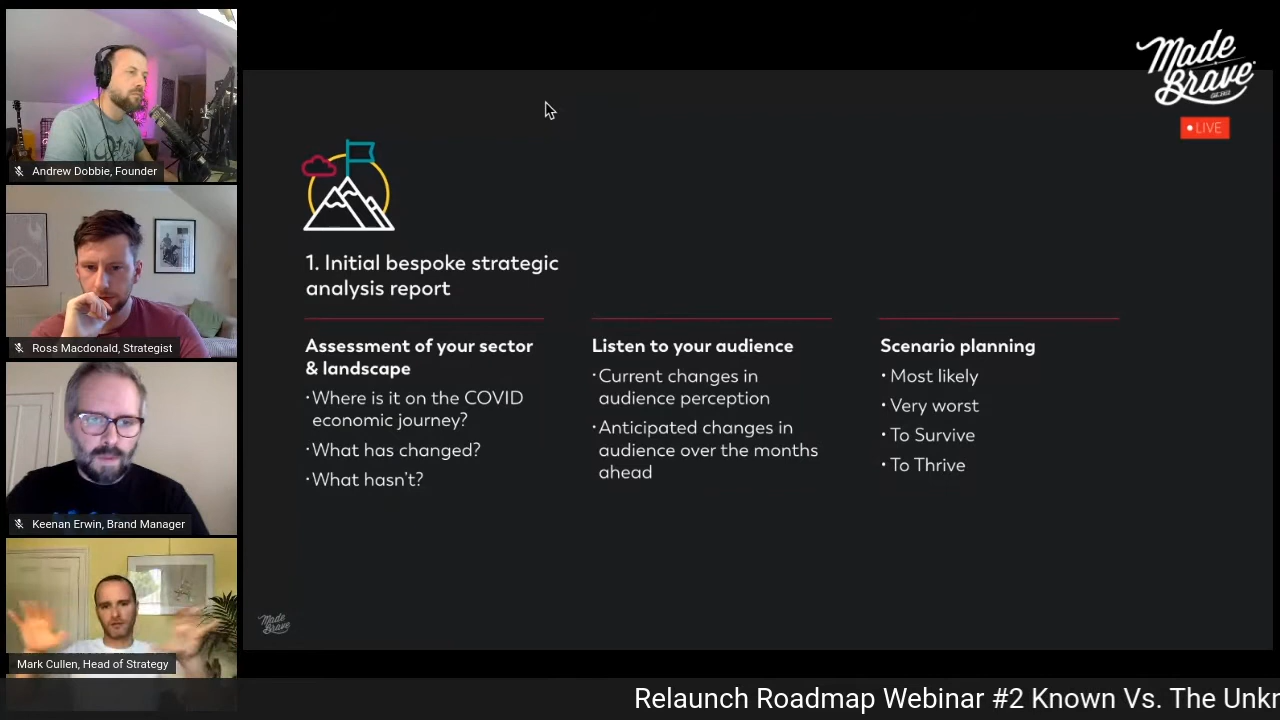 Andrew Dobbie, Founder
Ross Macdonald, Strategist
Keenan Erwin, Brand Manager
Mark Cullen, Head of Strategy
Made
Brave
• LIVE
1. Initial bespoke strategic
analysis report
Assessment of your sector
& landscape
·Where is it on the COVID
economic journey?
·What has changed?
·What hasn't?
Listen to your audience
·Current changes in
audience perception
·Anticipated changes in
audience over the months
ahead
Scenario planning
• Most likely
• Very worst
• To Survive
• To Thrive
Made
Brave
Relaunch Roadmap Webinar #2 Known Vs. The Unkn